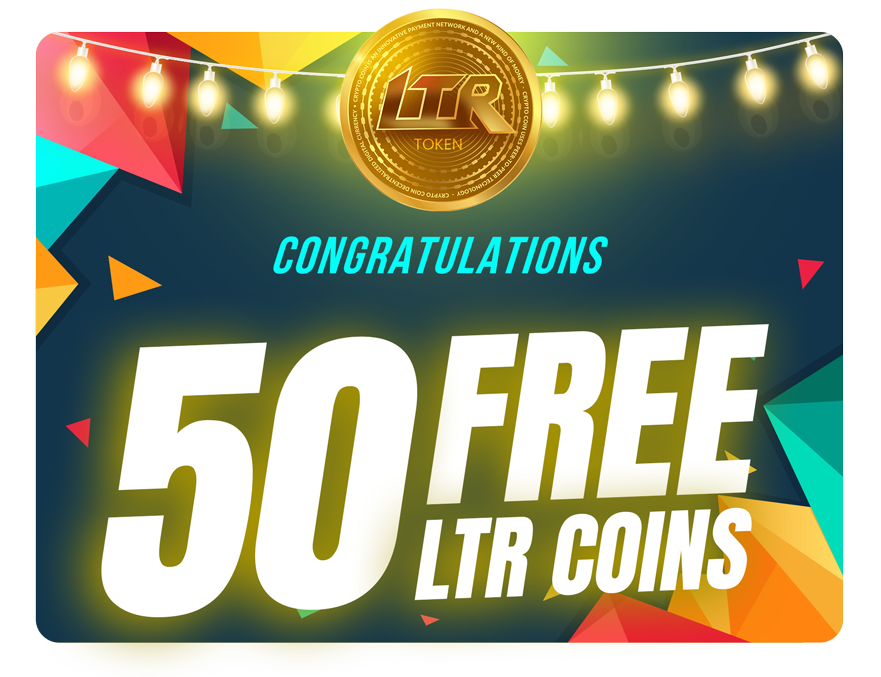 CRYPTO COIN IS AN INNOVATIVE PAYMENT NETWORK AND A NEW KIND OF MONEY • CRYPTO COIN USES PEER-TO-PEER TECHNOLOGY • CRYPTO COIN DECENTRALIZED DIGITAL CURRENCY •
LTR
TOKEN
CONGRATULATIONS
50 FREE
LTR COINS